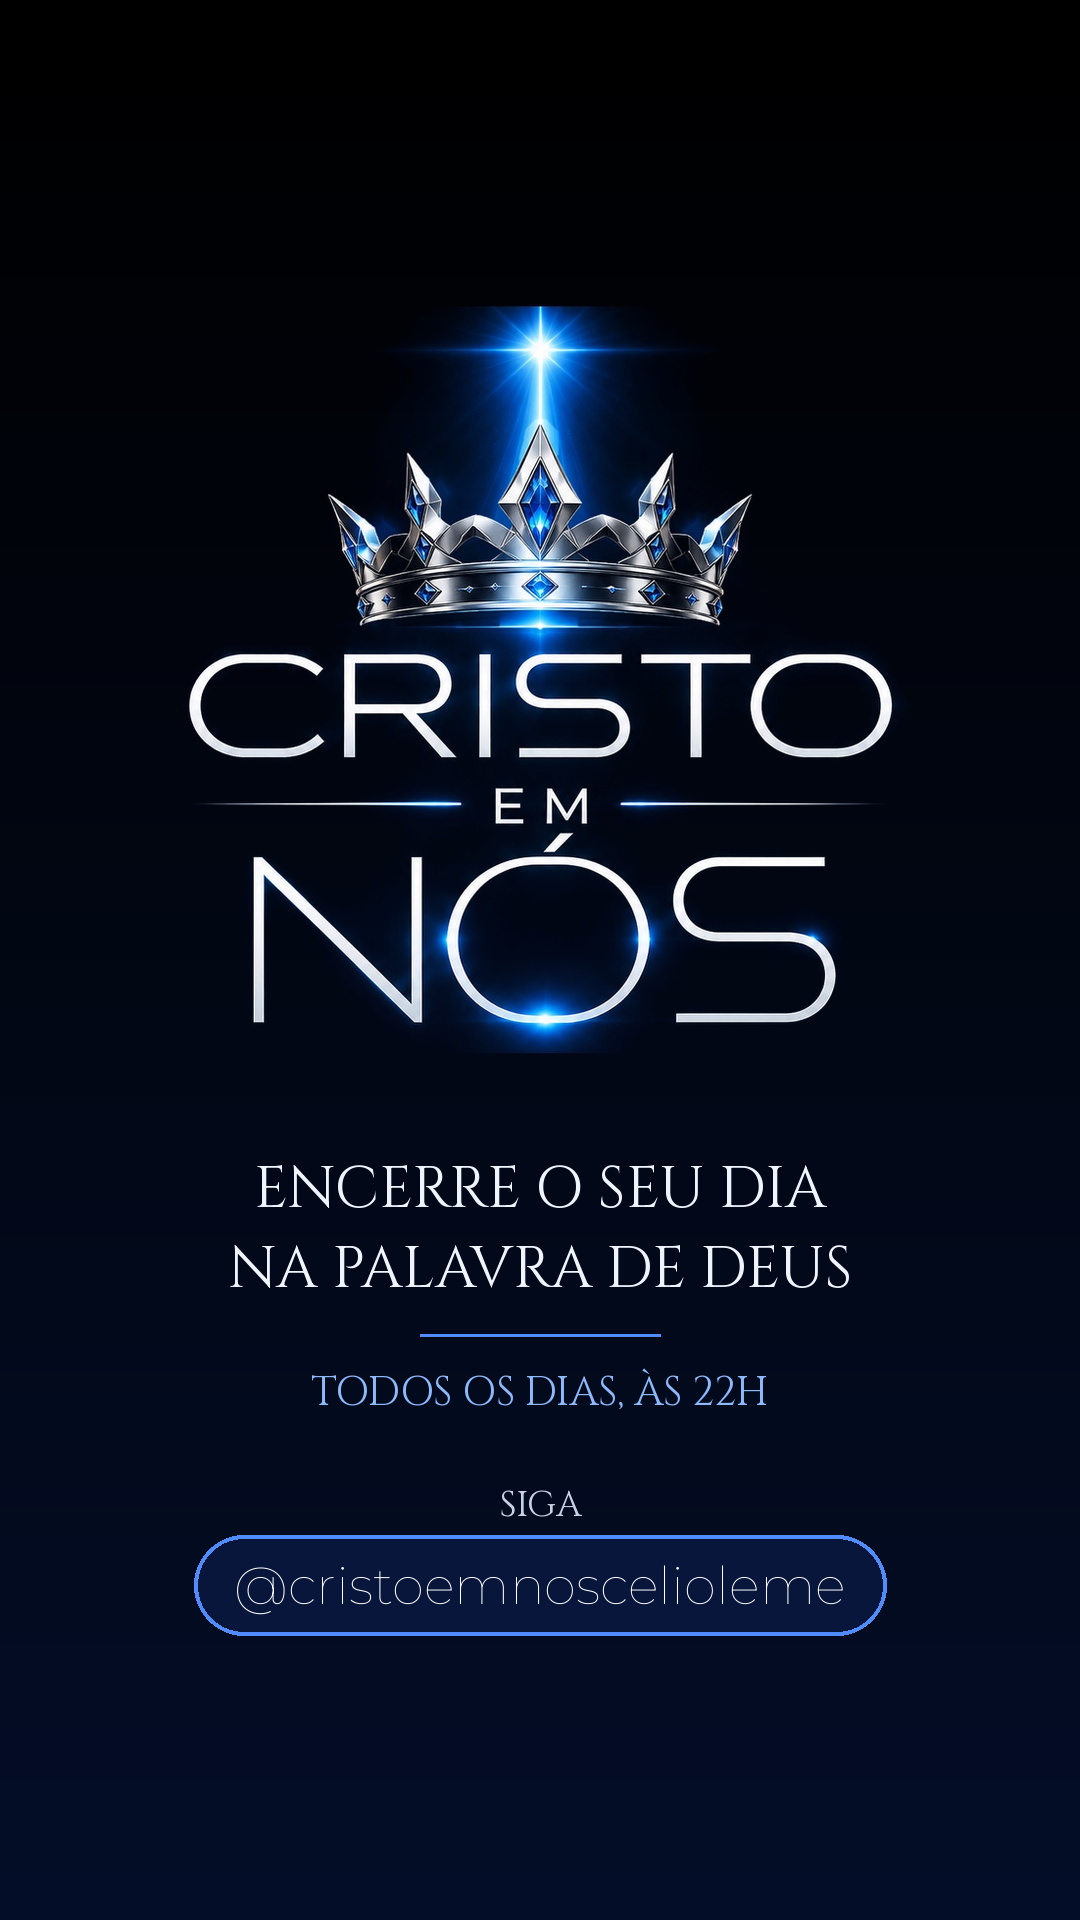 CRISTO
EM
NÓS
ENCERRE O SEU DIA
NA PALAVRA DE DEUS
TODOS OS DIAS, ÀS 22H
SIGA
@cristoemnoscelioleme